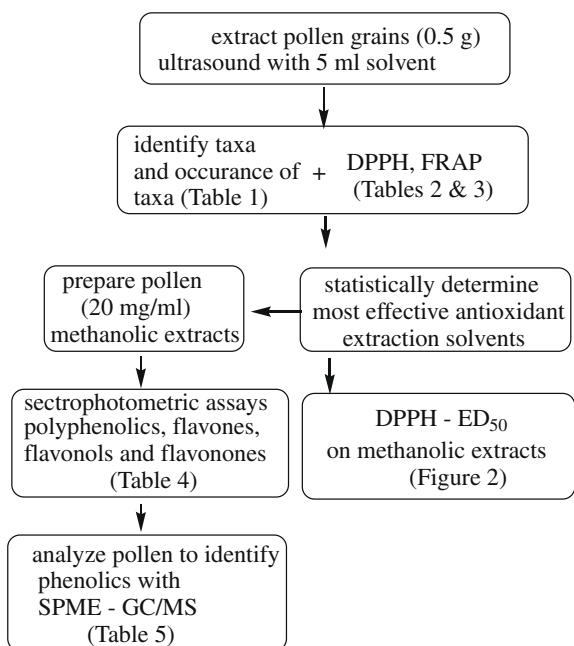 extract pollen grains (0.5 g)
ultrasound with 5 ml solvent
identify taxa
and occurance of
taxa (Table 1)
+
DPPH, FRAP
(Tables 2 & 3)
prepare pollen
(20 mg/ml)
methanolic extracts
statistically determine
most effective antioxidant
extraction solvents
sectrophotometric assays
polyphenolics, flavones,
flavonols and flavonones
(Table 4)
DPPH - ED50
on methanolic extracts
(Figure 2)
analyze pollen to identify
phenolics with
SPME - GC/MS
(Table 5)